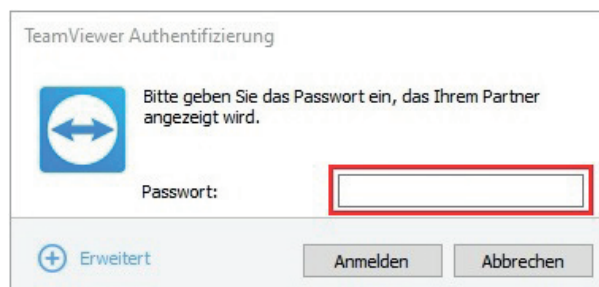 TeamViewer Authentifizierung
Bitte geben Sie das Passwort ein, das Ihrem Partner
angezeigt wird.
Passwort:
Erweitert
Anmelden
Abbrechen